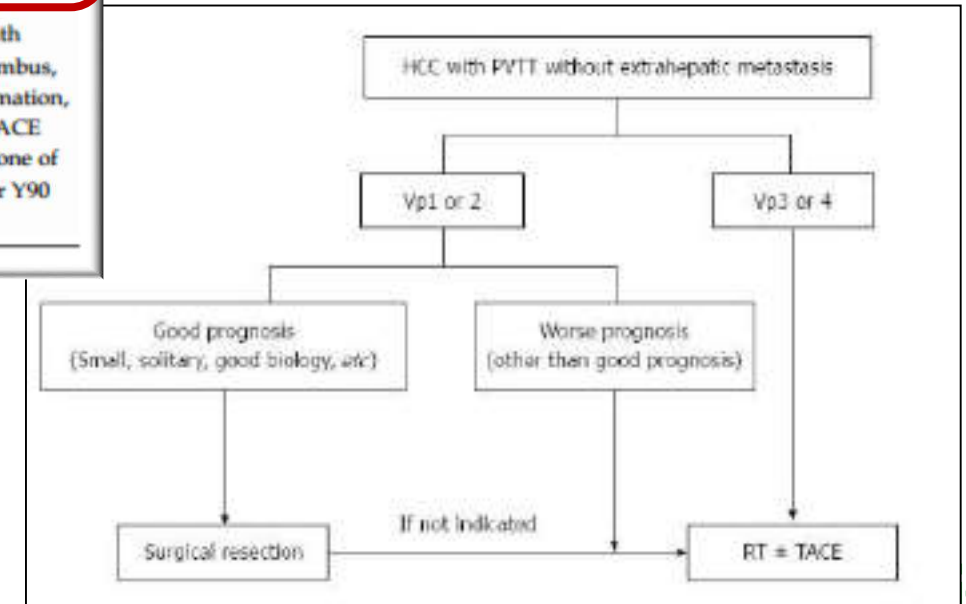 th
mbus,
nation,
ACE
one of
r Y90
HCC with PVTT without extrahepatic metastasis
Vp1 or 2
Vp3 or 4
Good prognosis
(Small, solitary, good biology, etc)
Worse prognosis
(other than good prognosis)
If not indicated
Surgical resection
RT ± TACE